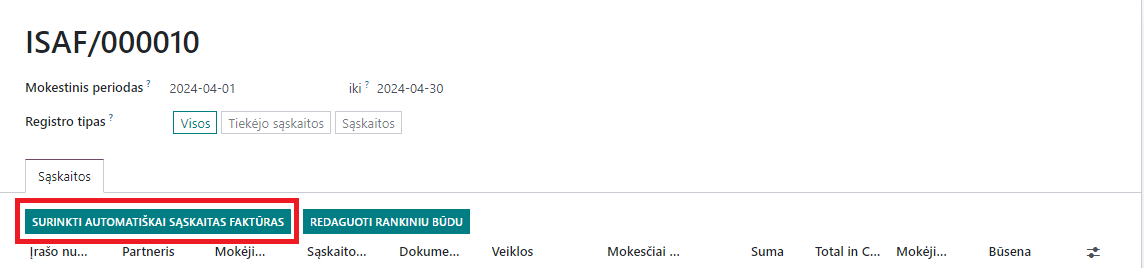 ISAF/000010
Mokestinis periodas ? 2024-04-01 iki ? 2024-04-30
Registro tipas ? Visos Tiekėjo sąskaitos Sąskaitos
Sąskaitos
SURINKTI AUTOMATIŠKAI SĄSKAITAS FAKTŪRAS REDAGUOTI RANKINIU BŪDU
Įrašo nu... Partneris Mokėji... Sąskaito... Dokume... Veiklos Mokesčiai ... Suma Total in C... Mokėji... Būsena